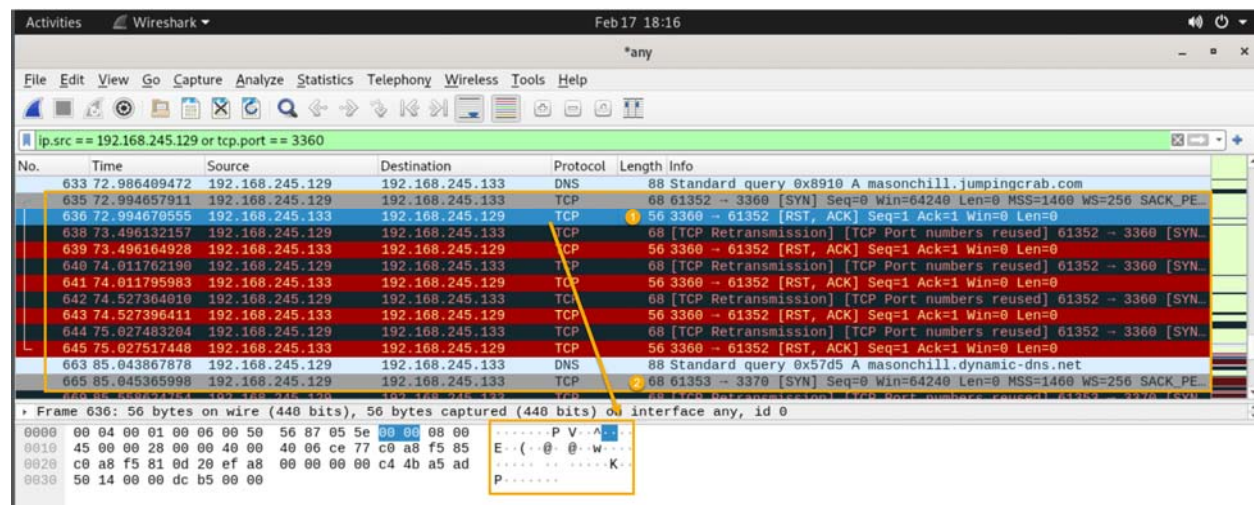 Activities Wireshark Feb 17 18:16
*any
File Edit View Go Capture Analyze Statistics Telephony Wireless Tools Help
ip.src == 192.168.245.129 or tcp.port == 3360
No. Time Source Destination Protocol Length Info
633 72.986409472 192.168.245.129 192.168.245.133 DNS 88 Standard query 0x8910 A masonchill.jumpingcrab.com
635 72.994657911 192.168.245.129 192.168.245.133 TCP 68 61352 → 3360 [SYN] Seq=0 Win=64240 Len=0 MSS=1460 WS=256 SACK_PE…
636 72.994670555 192.168.245.133 192.168.245.129 TCP 1 56 3360 → 61352 [RST, ACK] Seq=1 Ack=1 Win=0 Len=0
638 73.496132157 192.168.245.129 192.168.245.133 TCP 68 [TCP Retransmission] [TCP Port numbers reused] 61352 → 3360 [SYN…
639 73.496164928 192.168.245.133 192.168.245.129 TCP 56 3360 → 61352 [RST, ACK] Seq=1 Ack=1 Win=0 Len=0
640 74.011762190 192.168.245.129 192.168.245.133 TCP 68 [TCP Retransmission] [TCP Port numbers reused] 61352 → 3360 [SYN…
641 74.011795983 192.168.245.133 192.168.245.129 TCP 56 3360 → 61352 [RST, ACK] Seq=1 Ack=1 Win=0 Len=0
642 74.527364010 192.168.245.129 192.168.245.133 TCP 68 [TCP Retransmission] [TCP Port numbers reused] 61352 → 3360 [SYN…
643 74.527396411 192.168.245.133 192.168.245.129 TCP 56 3360 → 61352 [RST, ACK] Seq=1 Ack=1 Win=0 Len=0
644 75.027483204 192.168.245.129 192.168.245.133 TCP 68 [TCP Retransmission] [TCP Port numbers reused] 61352 → 3360 [SYN…
645 75.027517448 192.168.245.133 192.168.245.129 TCP 56 3360 → 61352 [RST, ACK] Seq=1 Ack=1 Win=0 Len=0
663 85.043867878 192.168.245.129 192.168.245.133 DNS 88 Standard query 0x57d5 A masonchill.dynamic-dns.net
665 85.045365998 192.168.245.129 192.168.245.133 TCP 2 68 61353 → 3370 [SYN] Seq=0 Win=64240 Len=0 MSS=1460 WS=256 SACK_PE…
Frame 636: 56 bytes on wire (448 bits), 56 bytes captured (448 bits) on interface any, id 0
0000 00 04 00 01 00 06 00 50 56 87 05 5e 00 00 08 00 ·······P V··^····
0010 45 00 00 28 00 00 40 00 40 06 ce 77 c0 a8 f5 85 E··(··@· @··w····
0020 c0 a8 f5 81 0d 20 ef a8 00 00 00 00 c4 4b a5 ad ····· ·· ·····K··
0030 50 14 00 00 dc b5 00 00 P·······